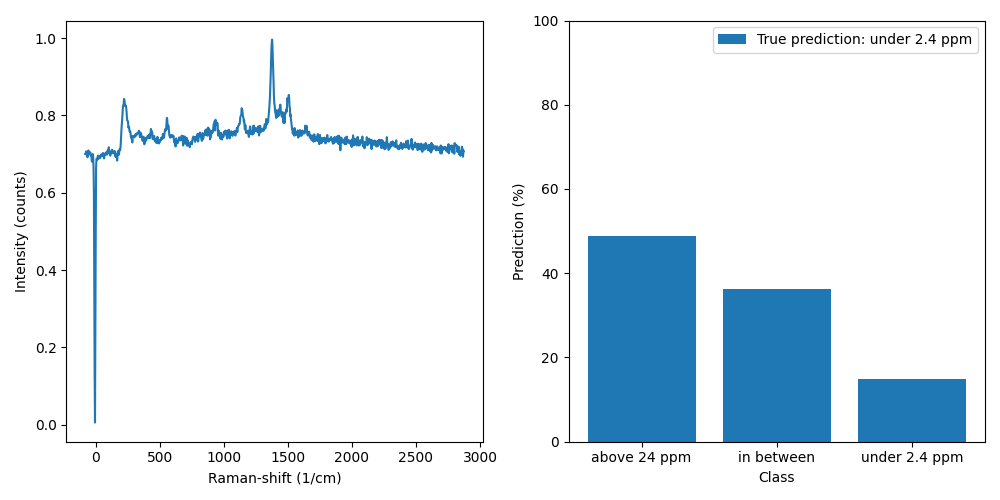 1.0
0.8
0.6
0.4
0.2
0.0
Intensity (counts)
0
500
1000
1500
2000
2500
3000
Raman-shift (1/cm)
100
80
60
40
20
0
Prediction (%)
True prediction: under 2.4 ppm
above 24 ppm
in between
under 2.4 ppm
Class